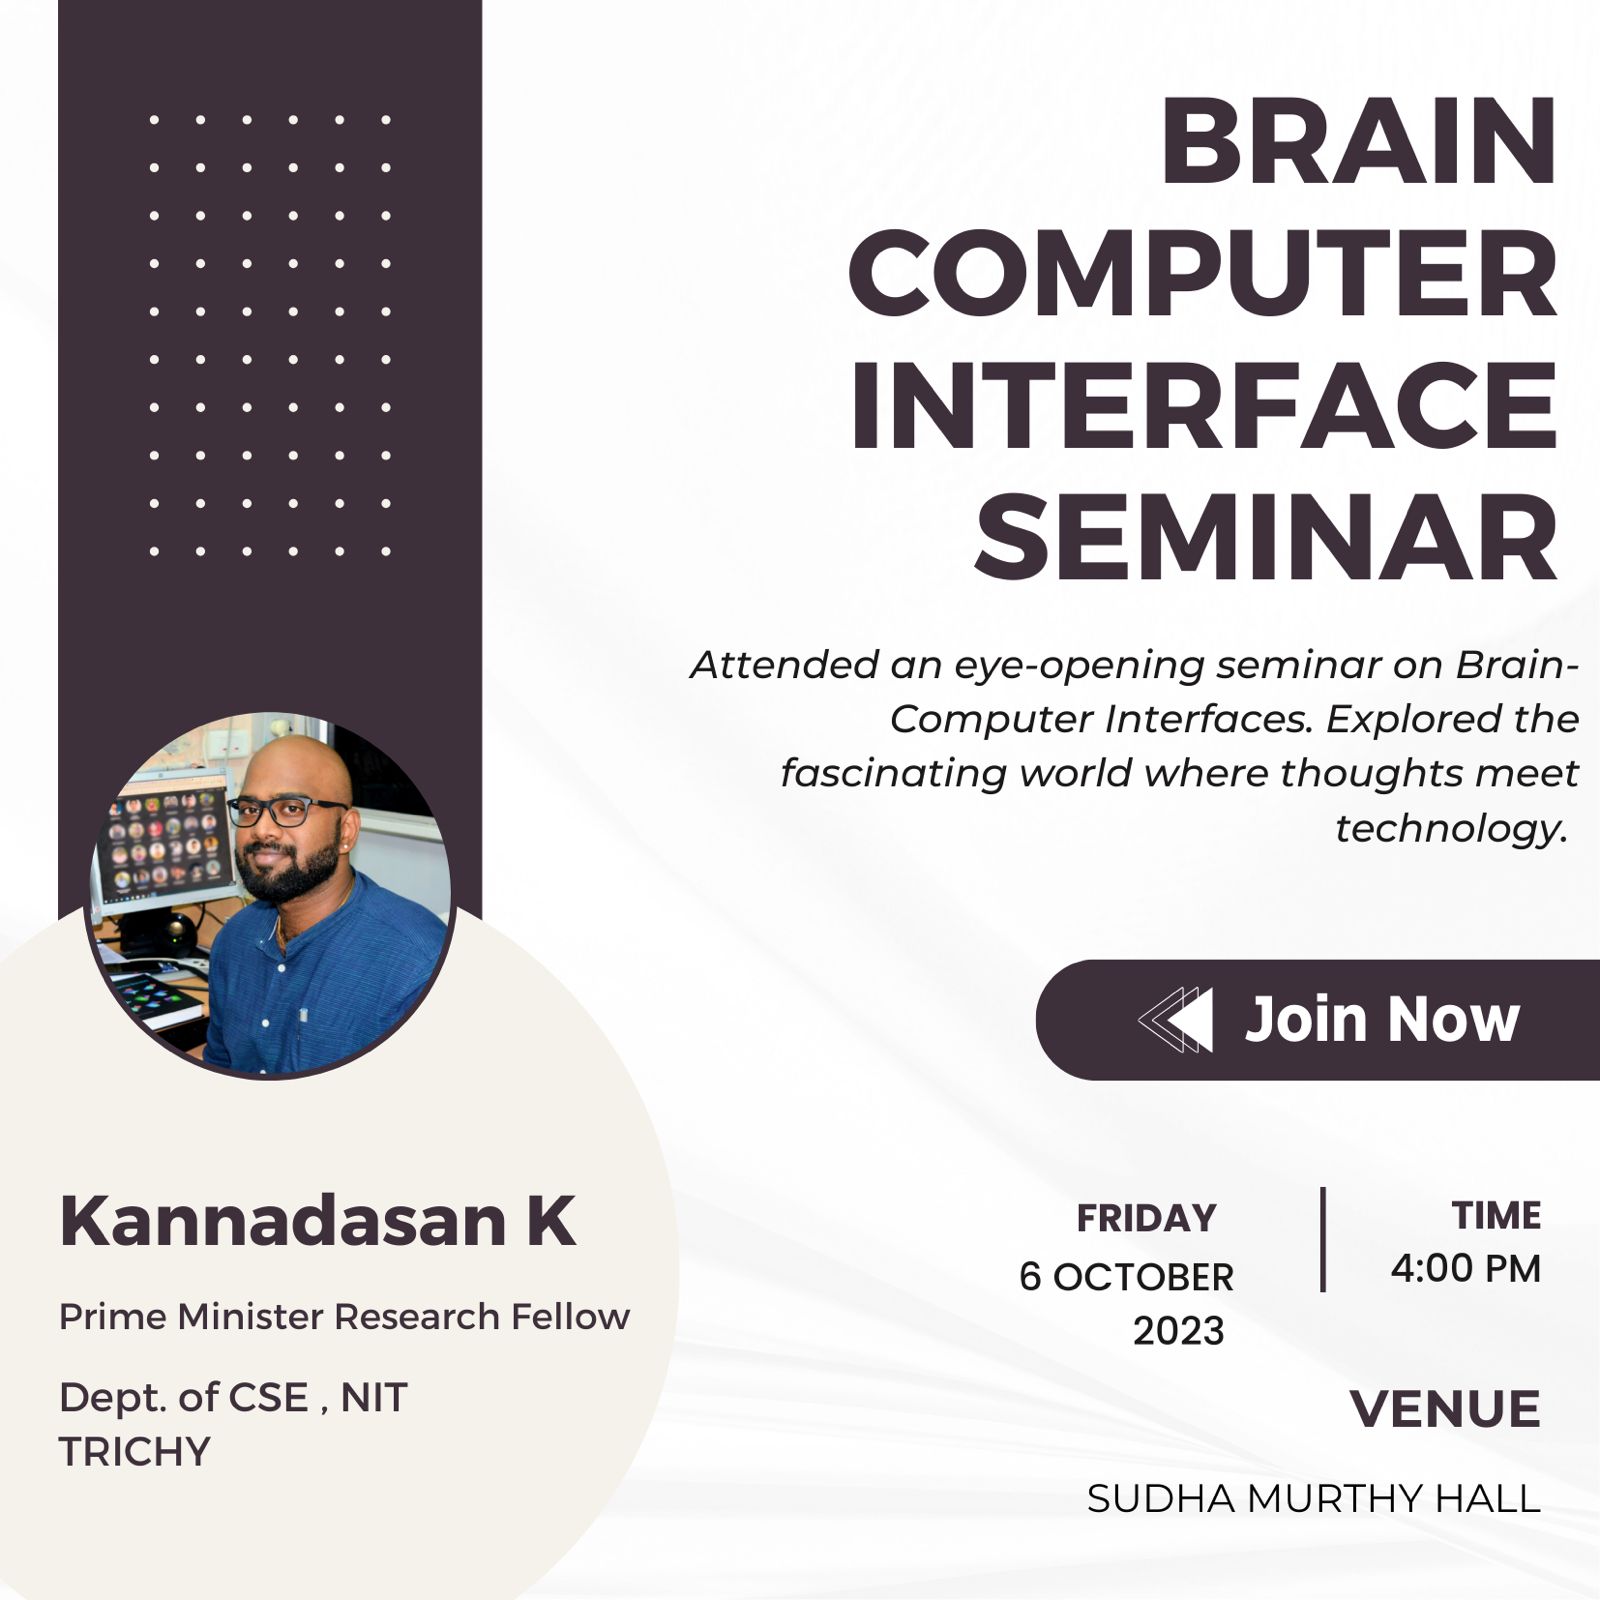 BRAIN
COMPUTER
INTERFACE
SEMINAR
Attended an eye-opening seminar on Brain-
Computer Interfaces. Explored the
fascinating world where thoughts meet
technology.
Join Now
Kannadasan K
Prime Minister Research Fellow
Dept. of CSE , NIT
TRICHY
FRIDAY
6 OCTOBER
2023
TIME
4:00 PM
VENUE
SUDHA MURTHY HALL